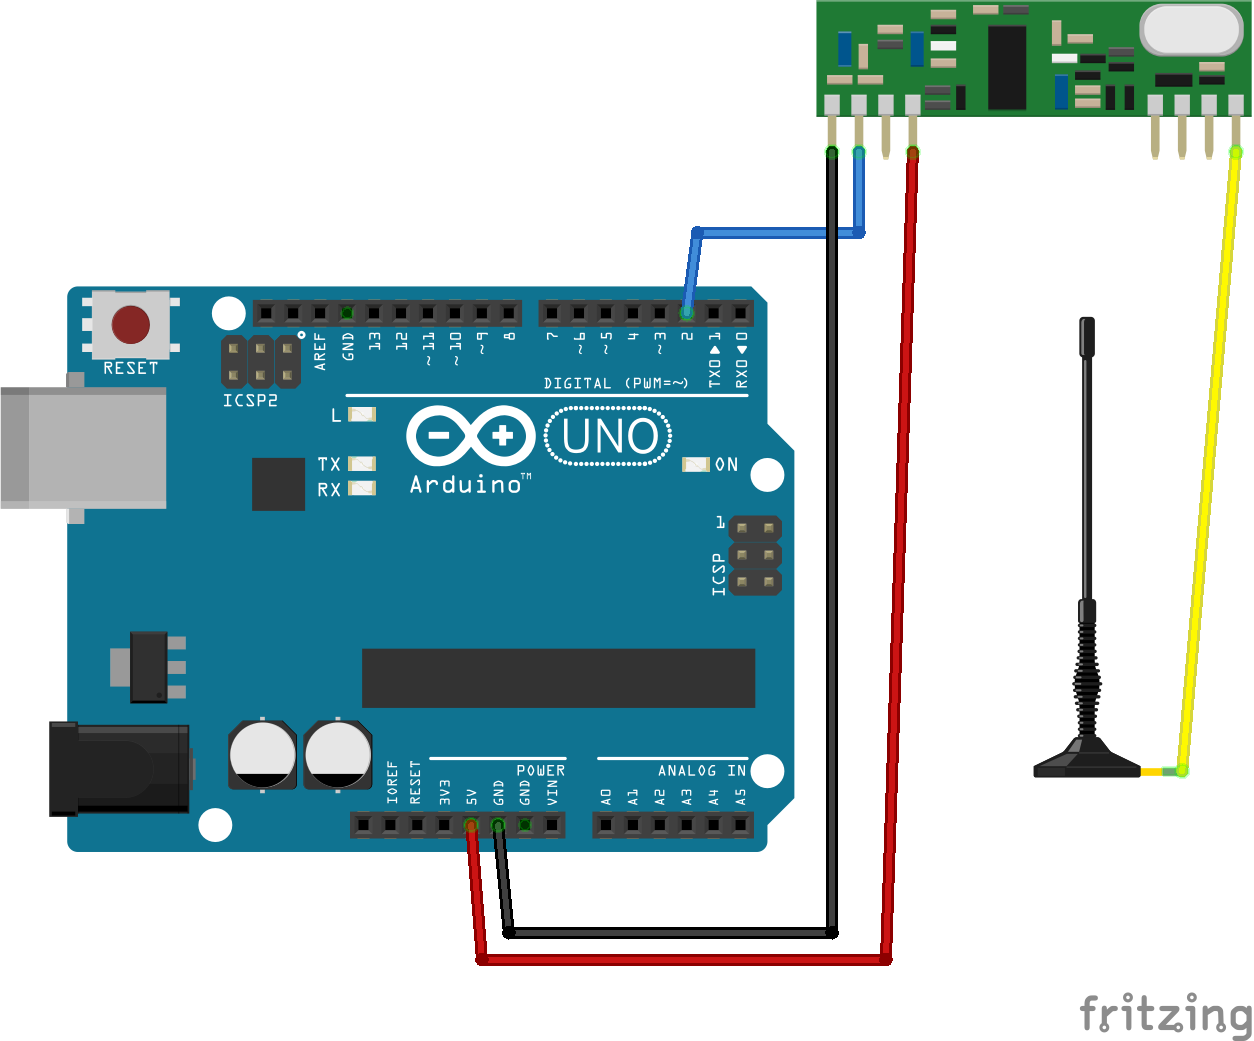 RESET
ICSP2
AREF
GND
13
12
~11
~10
~9
8
7
~6
~5
4
~3
2
TX0▶1
RX0◀0
DIGITAL (PWM=~)
L
TX
RX
Arduino™
UNO
ON
1
ICSP
POWER
ANALOG IN
IOREF
RESET
3V3
5V
GND
GND
VIN
A0
A1
A2
A3
A4
A5
fritzing